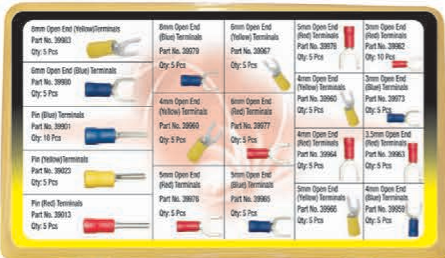 8mm Open End (Yellow)Terminals
Part No. 39983
Qty: 5 Pcs
6mm Open End (Blue) Terminals
Part No. 39980
Qty: 5 Pcs
Pin (Blue) Terminals
Part No. 39901
Qty: 10 Pcs
Pin (Yellow)Terminals
Part No. 39023
Qty: 5 Pcs
Pin (Red) Terminals
Part No. 39013
Qty: 5 Pcs
8mm Open End
(Blue) Terminals
Part No. 39979
Qty: 5 Pcs
4mm Open End
(Yellow) Terminals
Part No. 39960
Qty: 5 Pcs
5mm Open End
(Red) Terminals
Part No. 39976
Qty: 5 Pcs
6mm Open End
(Yellow) Terminals
Part No. 39967
Qty: 5 Pcs
6mm Open End
(Red) Terminals
Part No. 39977
Qty: 5 Pcs
5mm Open End
(Blue) Terminals
Part No. 39965
Qty: 5 Pcs
5mm Open End
(Red) Terminals
Part No. 39978
Qty: 5 Pcs
4mm Open End
(Yellow) Terminals
Part No. 39960
Qty: 5 Pcs
4mm Open End
(Red) Terminals
Part No. 39964
Qty: 5 Pcs
5mm Open End
(Yellow) Terminals
Part No. 39966
Qty: 5 Pcs
3mm Open End
(Red) Terminals
Part No. 39962
Qty: 10 Pcs
3mm Open End
(Blue) Terminals
Part No. 39973
Qty: 5 Pcs
3.5mm Open End
(Red) Terminals
Part No. 39963
Qty: 5 Pcs
4mm Open End
(Blue) Terminals
Part No. 39959
Qty: 5 Pcs